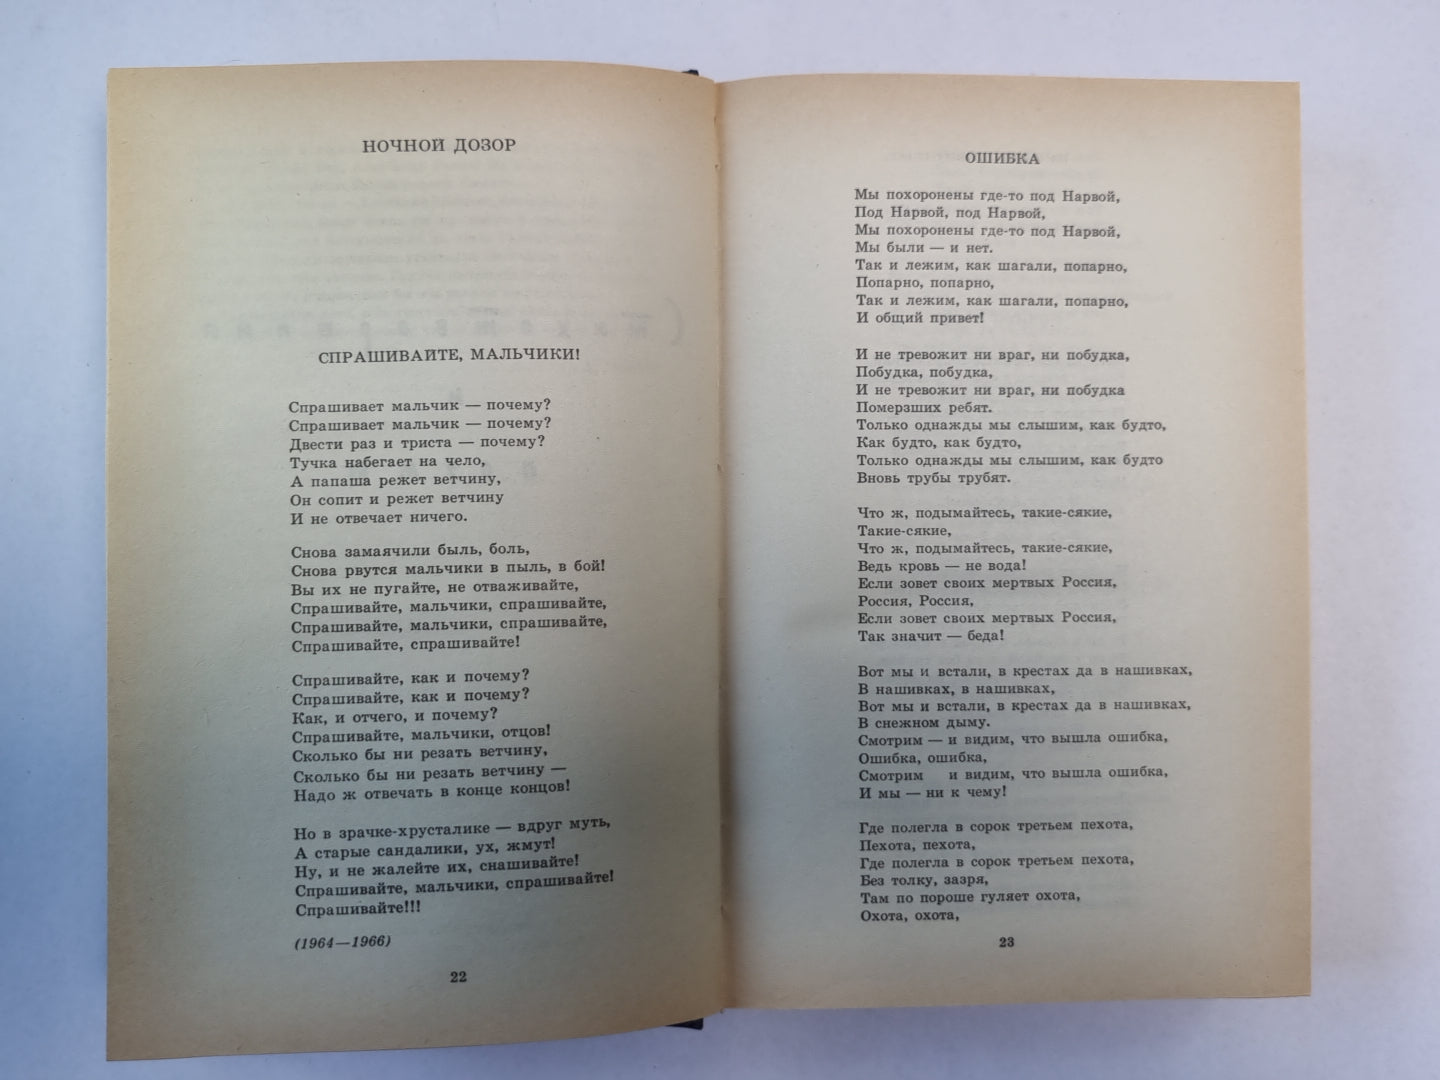 НОЧНОЙ ДОЗОР
СПРАШИВАЙТЕ, МАЛЬЧИКИ!
Спрашивает мальчик — почему?
Спрашивает мальчик — почему?
Двести раз и триста — почему?
Тучка набегает на чело,
А папаша режет ветчину,
Он сопит и режет ветчину
И не отвечает ничего.
Снова замаячили быль, боль,
Снова рвутся мальчики в пыль, в бой!
Вы их не пугайте, не отваживайте,
Спрашивайте, мальчики, спрашивайте,
Спрашивайте, мальчики, спрашивайте,
Спрашивайте, спрашивайте!
Спрашивайте, как и почему?
Спрашивайте, как и почему?
Как, и отчего, и почему?
Спрашивайте, мальчики, отцов!
Сколько бы ни резать ветчину,
Сколько бы ни резать ветчину —
Надо ж отвечать в конце концов!
Но в зрачке-хрусталике — вдруг муть,
А старые сандалики, ух, жмут!
Ну, и не жалейте их, снашивайте!
Спрашивайте, мальчики, спрашивайте!
Спрашивайте!!!
(1964—1966)
22
ОШИБКА
Мы похоронены где-то под Нарвой,
Под Нарвой, под Нарвой,
Мы похоронены где-то под Нарвой,
Мы были — и нет.
Так и лежим, как шагали, попарно,
Попарно, попарно,
Так и лежим, как шагали, попарно,
И общий привет!
И не тревожит ни враг, ни побудка,
Побудка, побудка,
И не тревожит ни враг, ни побудка
Померзших ребят.
Только однажды мы слышим, как будто,
Как будто, как будто,
Только однажды мы слышим, как будто
Вновь трубы трубят.
Что ж, подымайтесь, такие-сякие,
Такие-сякие,
Что ж, подымайтесь, такие-сякие,
Ведь кровь — не вода!
Если зовет своих мертвых Россия,
Россия, Россия,
Если зовет своих мертвых Россия,
Так значит — беда!
Вот мы и встали, в крестах да в нашивках,
В нашивках, в нашивках,
Вот мы и встали, в крестах да в нашивках,
В снежном дыму.
Смотрим — и видим, что вышла ошибка,
Ошибка, ошибка,
Смотрим и видим, что вышла ошибка,
И мы — ни к чему!
Где полегла в сорок третьем пехота,
Пехота, пехота,
Где полегла в сорок третьем пехота,
Без толку, зазря,
Там по пороше гуляет охота,
Охота, охота,
23